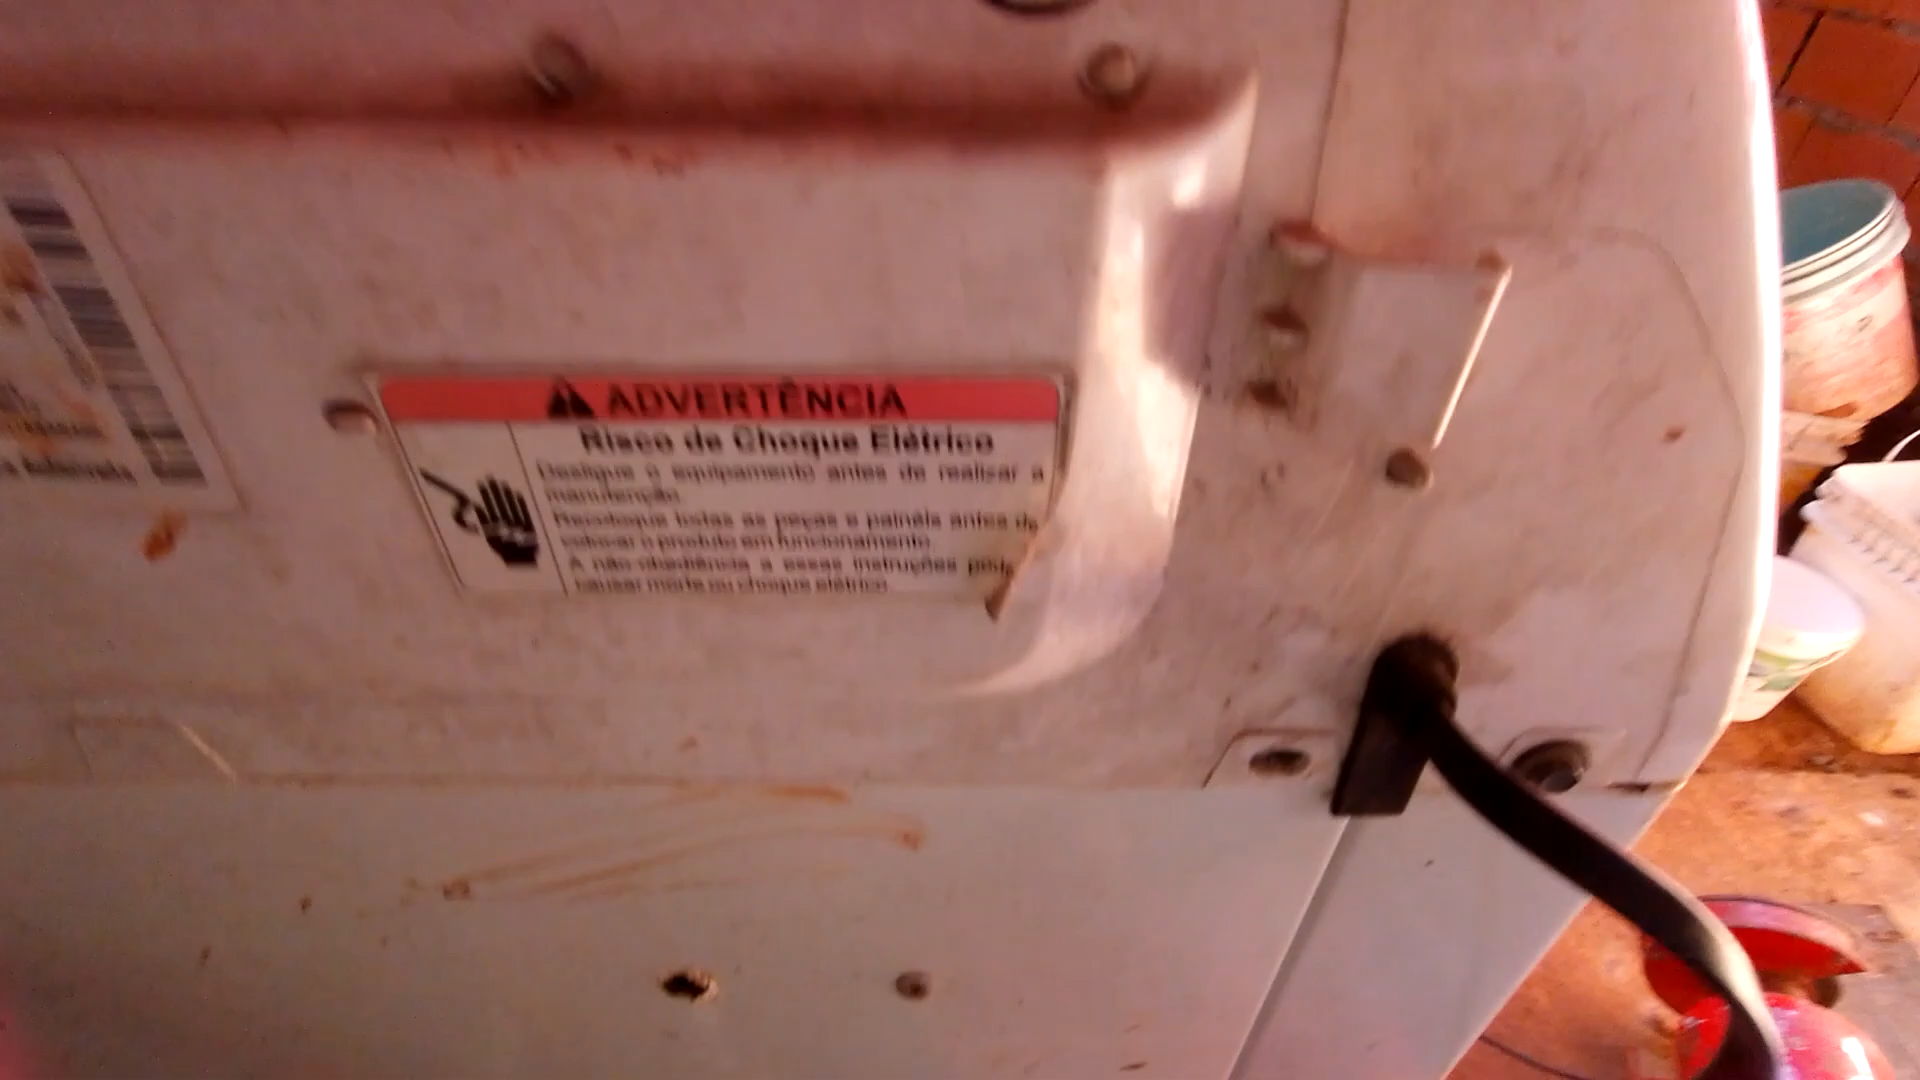 ADVERTÊNCIA
Risco de Choque Elétrico
Desligue o equipamento antes de realizar a
manutenção.
Recoloque todas as peças e painéis antes de
colocar o produto em funcionamento.
A não-obediência a essas instruções pode
causar morte ou choque elétrico.